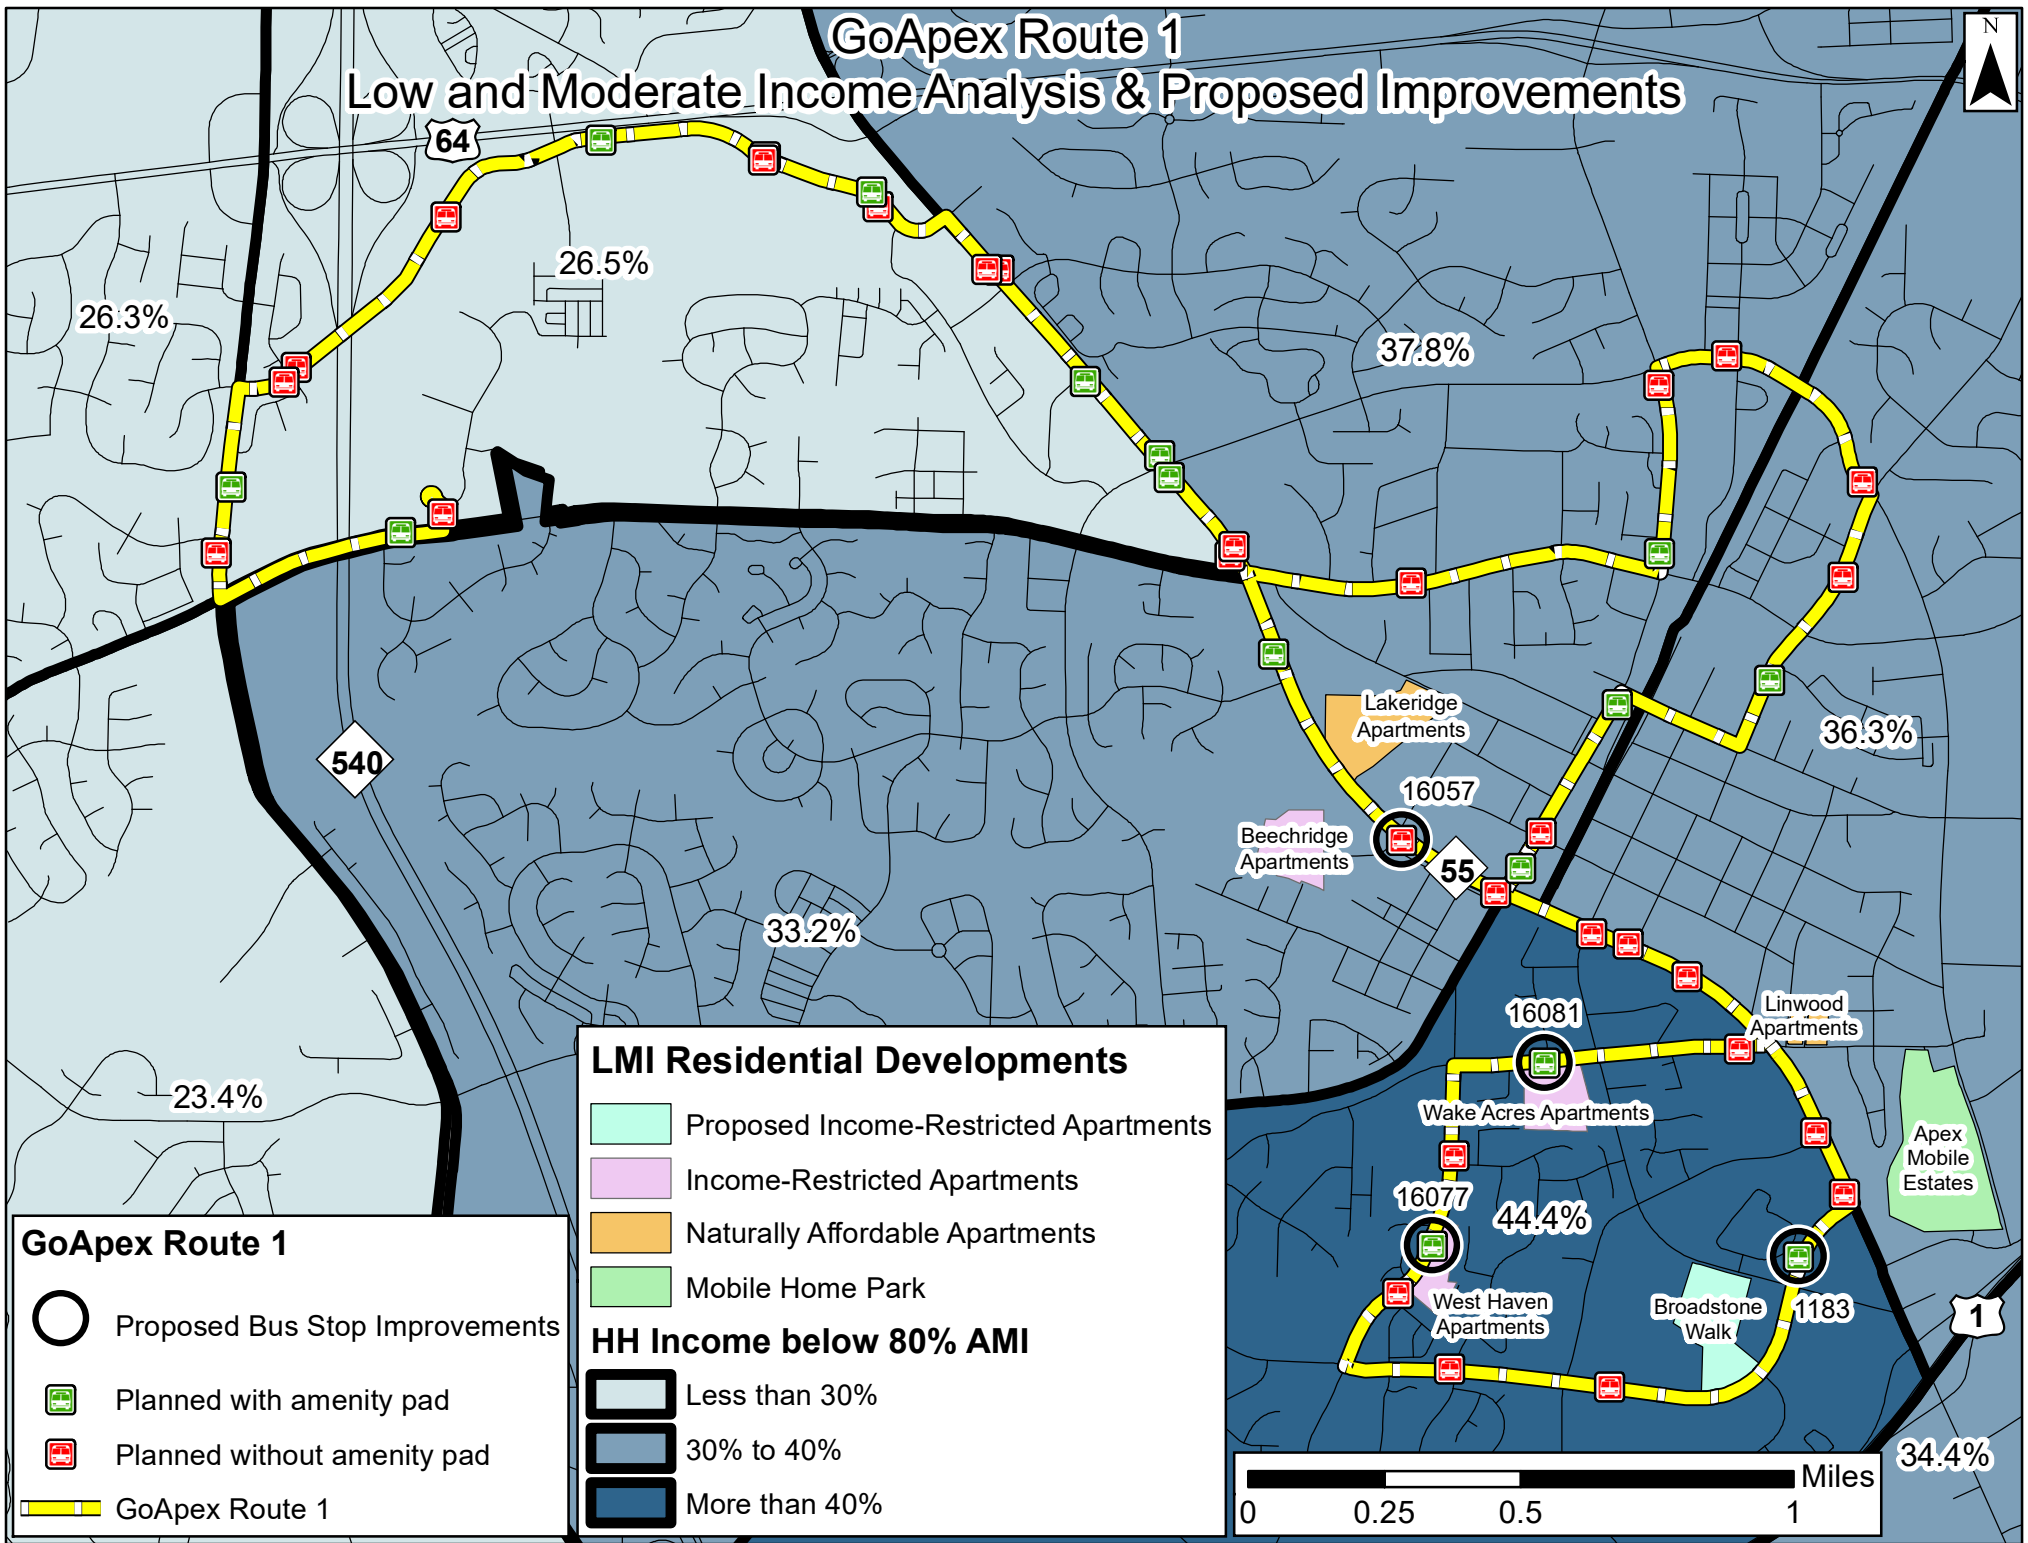 GoApex Route 1
Low and Moderate Income Analysis & Proposed Improvements
N
64
26.5%
26.3%
37.8%
Lakeridge
Apartments
36.3%
540
16057
Beechridge
Apartments
55
33.2%
16081
Linwood
Apartments
23.4%
Wake Acres Apartments
Apex
Mobile
Estates
16077
44.4%
West Haven
Apartments
Broadstone
Walk
1183
1
34.4%
LMI Residential Developments
Proposed Income-Restricted Apartments
Income-Restricted Apartments
Naturally Affordable Apartments
Mobile Home Park
HH Income below 80% AMI
Less than 30%
30% to 40%
More than 40%
GoApex Route 1
Proposed Bus Stop Improvements
Planned with amenity pad
Planned without amenity pad
GoApex Route 1
Miles
0 0.25 0.5 1